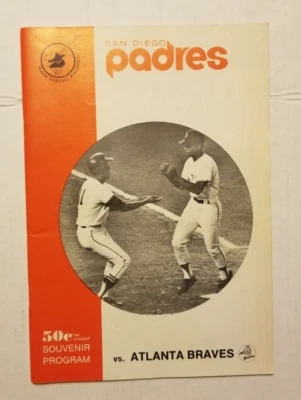 SAN DIEGO
padres
50¢
SOUVENIR
PROGRAM
vs. ATLANTA BRAVES